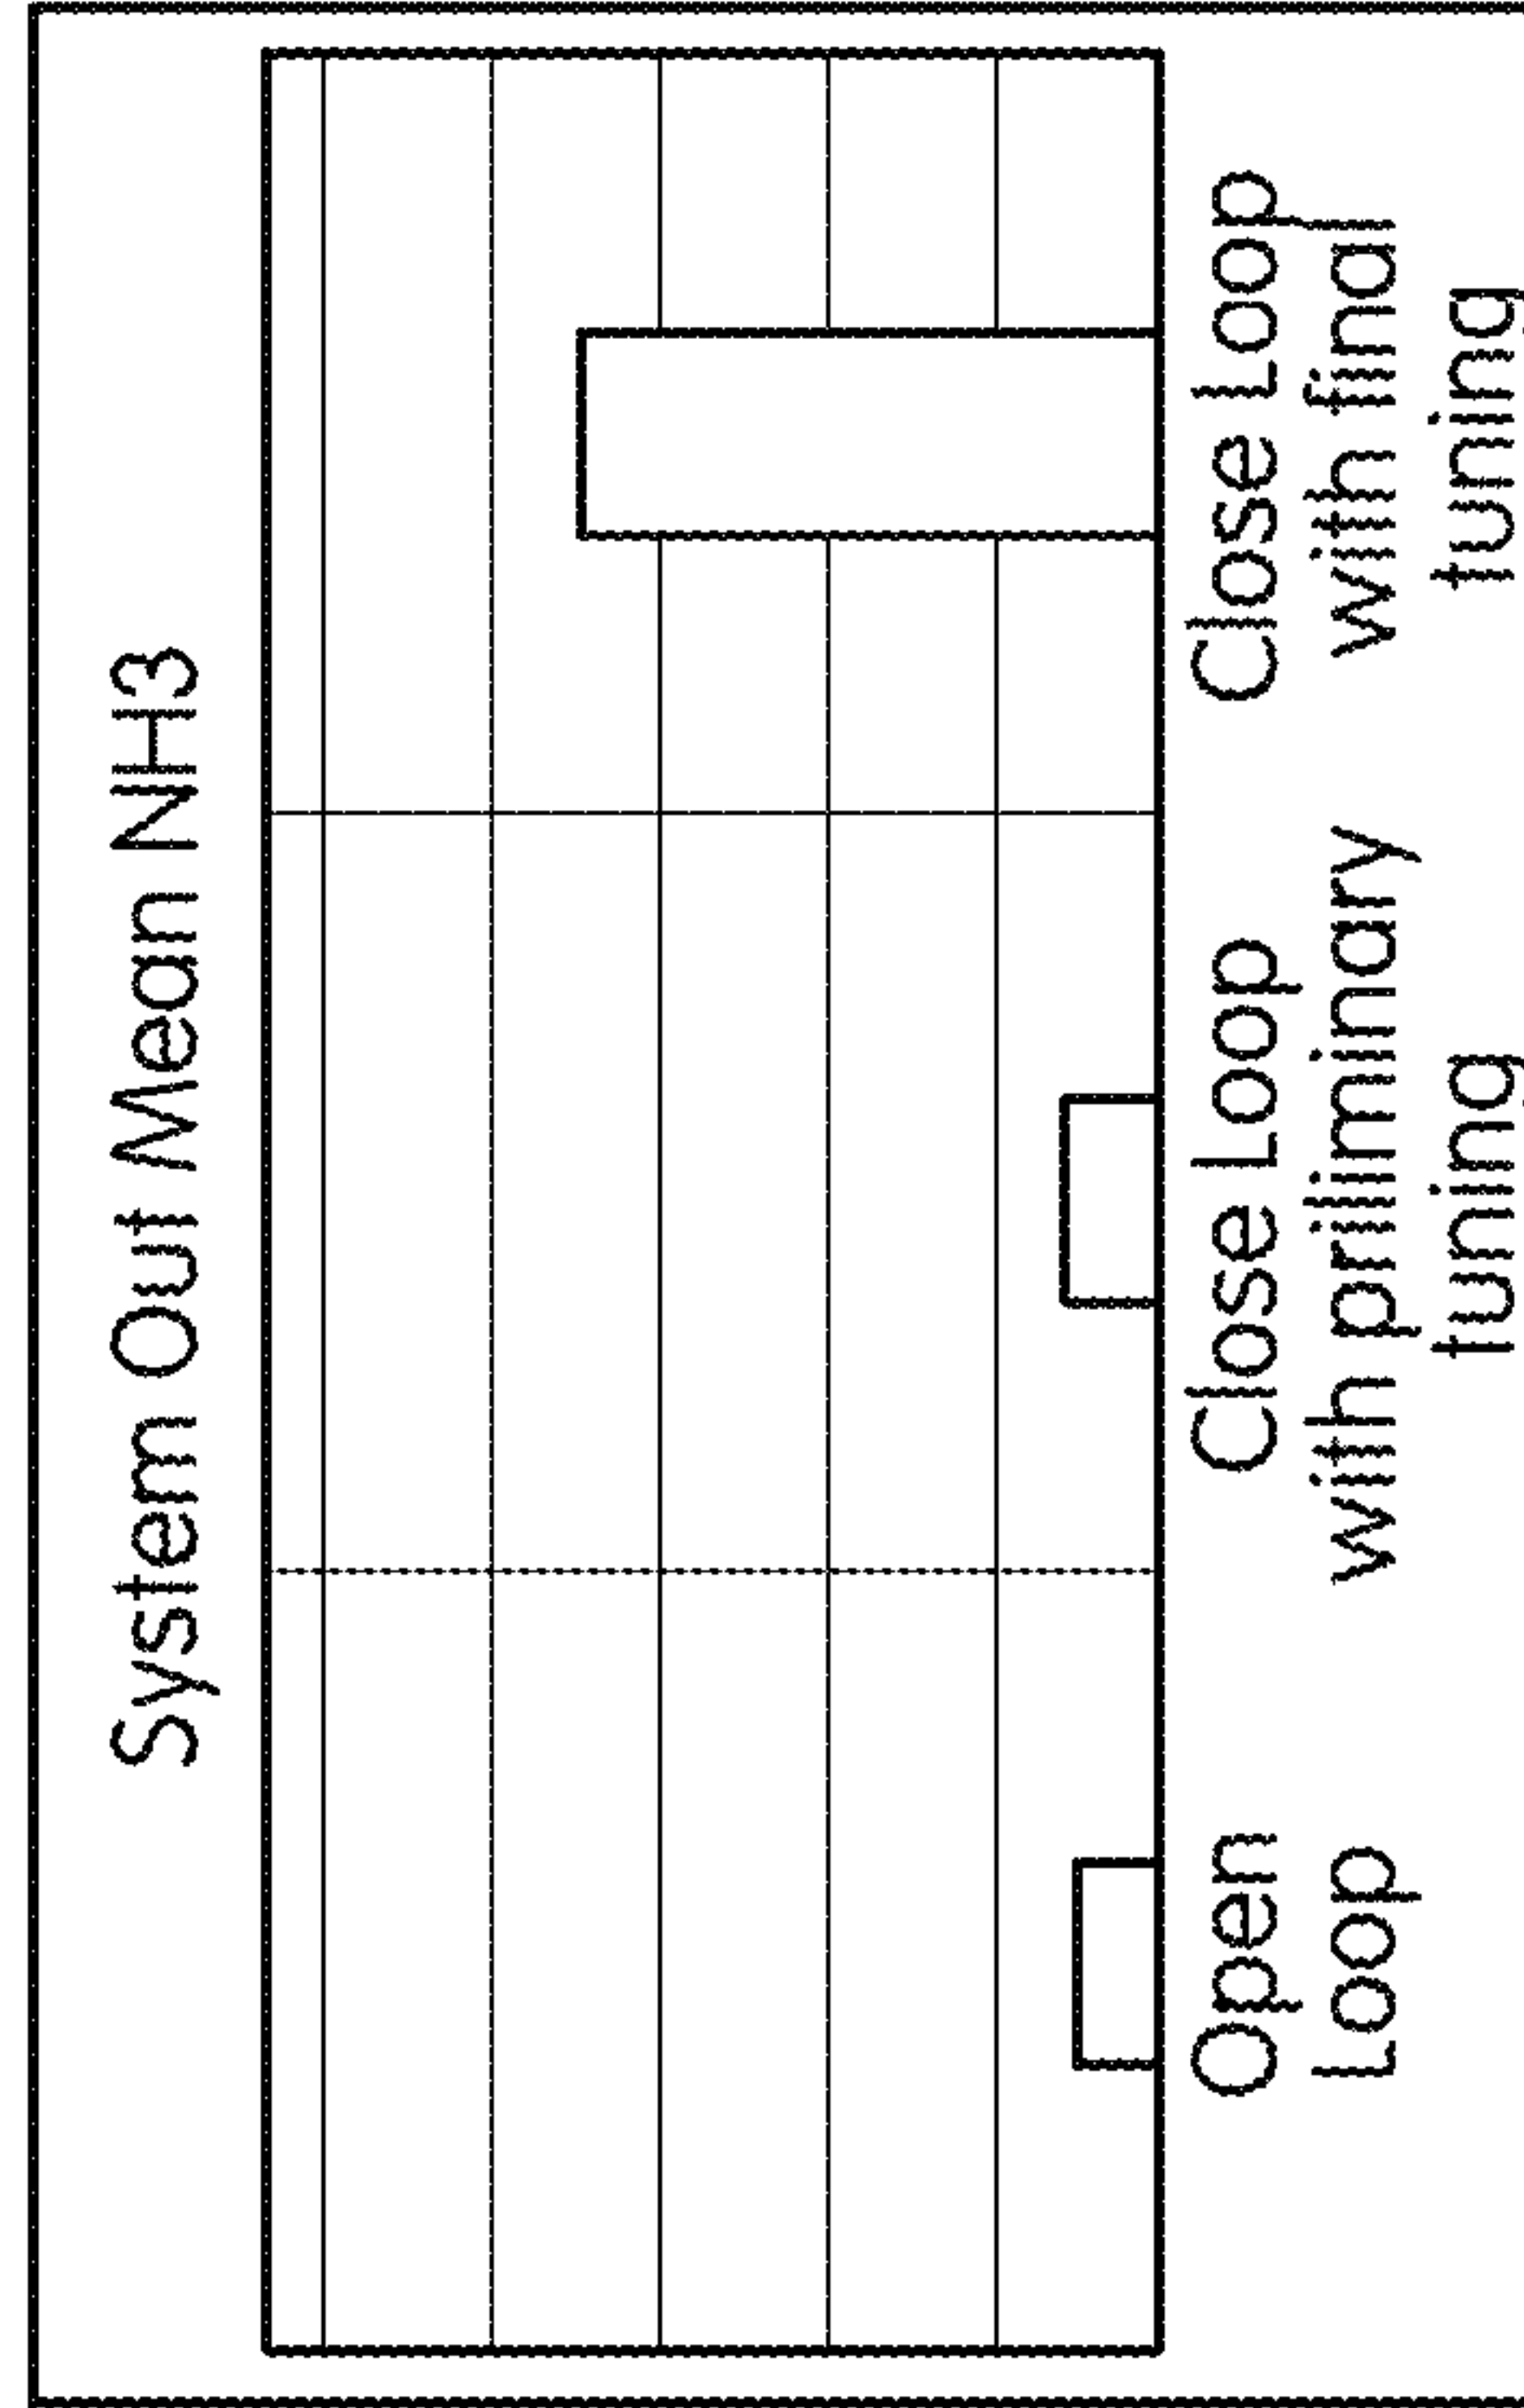 System Out Mean NH3
Open
Loop
Close Loop
with priliminary
tuning
Close Loop
with final
tuning